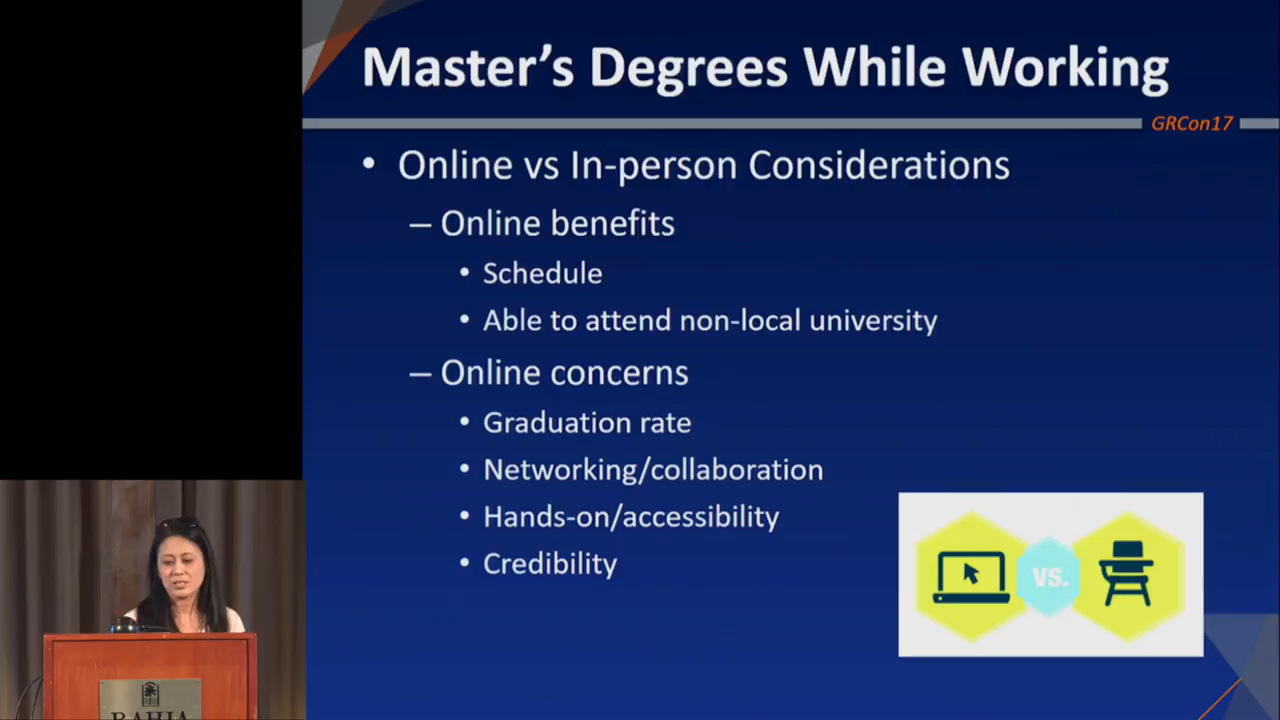 Master's Degrees While Working
GRCon17
• Online vs In-person Considerations
– Online benefits
• Schedule
• Able to attend non-local university
– Online concerns
• Graduation rate
• Networking/collaboration
• Hands-on/accessibility
• Credibility
VS.
BAHIA